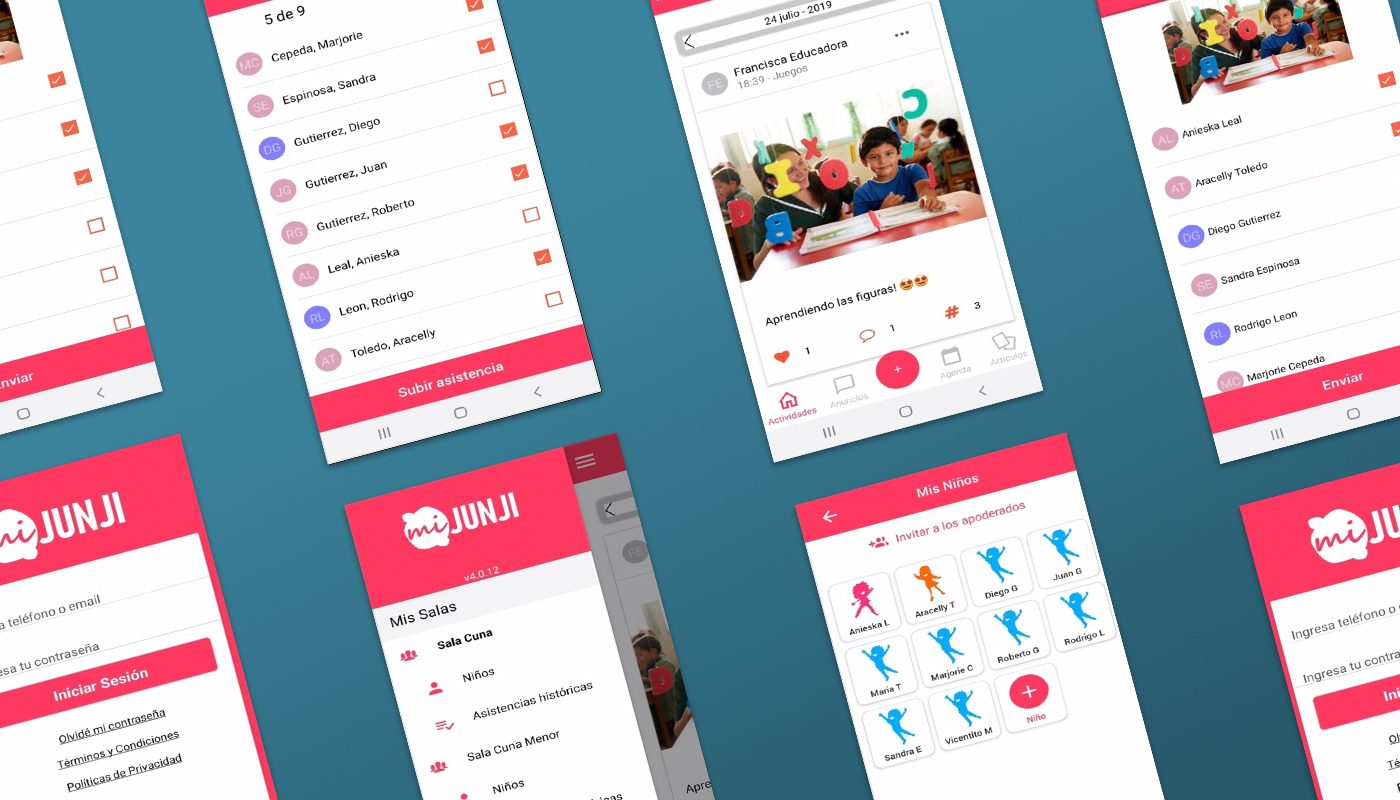 Enviar
5 de 9
MC Cepeda, Marjorie
SE Espinosa, Sandra
DG Gutierrez, Diego
JG Gutierrez, Juan
RG Gutierrez, Roberto
AL Leal, Anieska
RL Leon, Rodrigo
AT Toledo, Aracelly
Subir asistencia
24 julio - 2019
FE Francisca Educadora
18:39 - Juegos
Aprendiendo las figuras! 😍😍
1 1 # 3
+
Actividades Anuncios Agenda Artículos
AL Anieska Leal
AT Aracelly Toledo
DG Diego Gutierrez
SE Sandra Espinosa
RL Rodrigo Leon
MC Marjorie Cepeda
Enviar
mi JUNJI
teléfono o email
tu contraseña
Iniciar Sesión
Olvidé mi contraseña
Términos y Condiciones
Políticas de Privacidad
mi JUNJI
v4.0.12
Mis Salas
Sala Cuna
Niños
Asistencias históricas
Sala Cuna Menor
Niños
FE
Mis Niños
Invitar a los apoderados
Anieska L
Aracelly T
Diego G
Juan G
Maria T
Marjorie C
Roberto G
Rodrigo L
Sandra E
Vicentito M
+ Niño
mi
Ingresa teléfono o
Ingresa tu